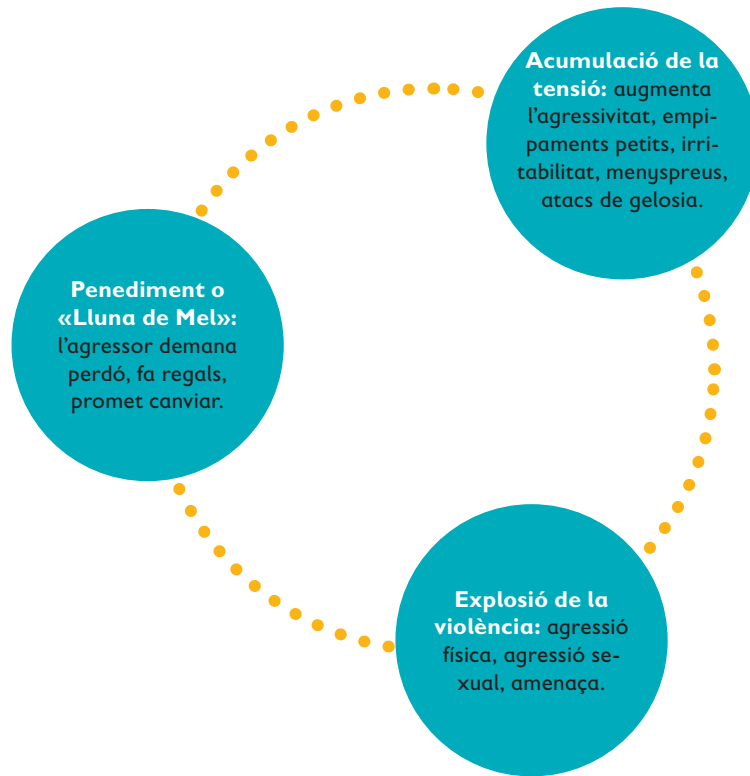 Acumulació de la
tensió: augmenta
l’agressivitat, empi-
paments petits, irri-
tabilitat, menyspreus,
atacs de gelosia.
Penediment o
«Lluna de Mel»:
l’agressor demana
perdó, fa regals,
promet canviar.
Explosió de la
violència: agressió
física, agressió se-
xual, amenaça.